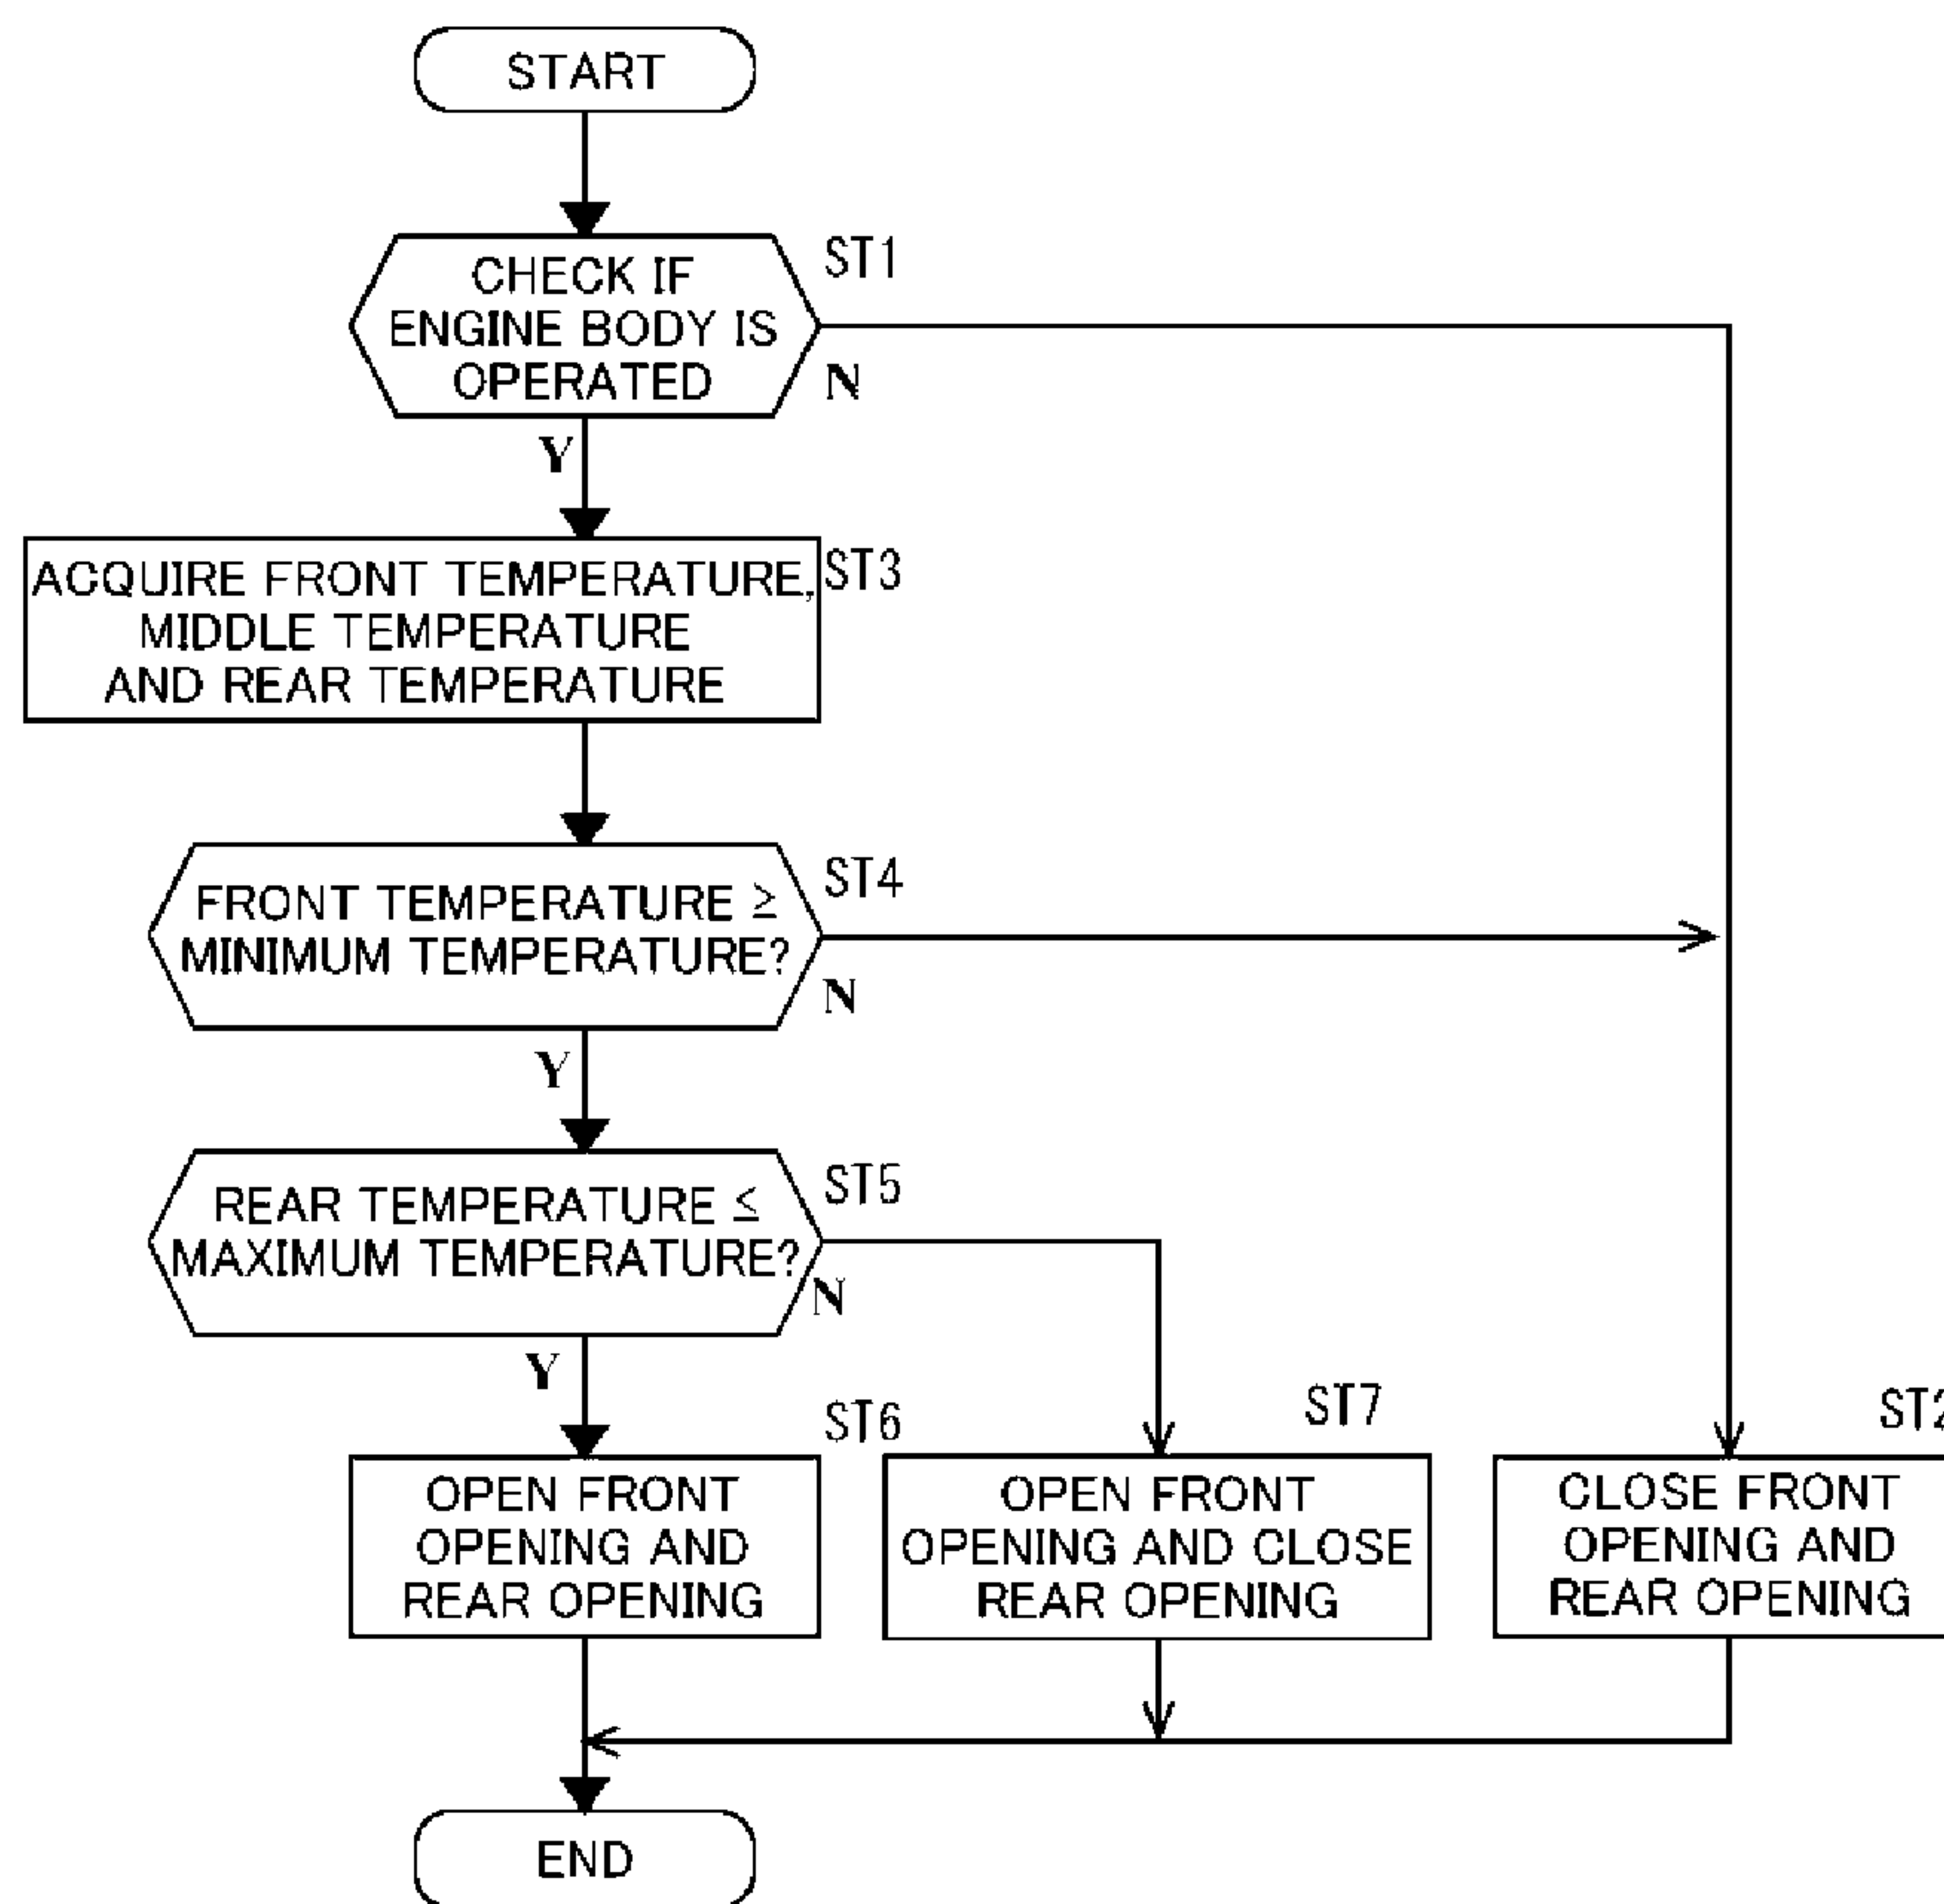 START
CHECK IF
ENGINE BODY IS
OPERATED
ST1
N
Y
ACQUIRE FRONT TEMPERATURE,
MIDDLE TEMPERATURE
AND REAR TEMPERATURE
ST3
FRONT TEMPERATURE ≥
MINIMUM TEMPERATURE?
ST4
N
Y
REAR TEMPERATURE ≤
MAXIMUM TEMPERATURE?
ST5
N
Y
ST6
OPEN FRONT
OPENING AND
REAR OPENING
ST7
OPEN FRONT
OPENING AND CLOSE
REAR OPENING
ST2
CLOSE FRONT
OPENING AND
REAR OPENING
END